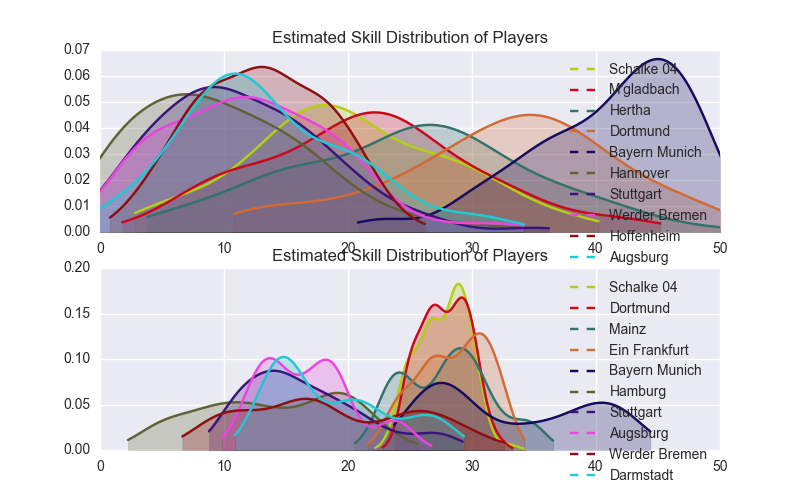 Estimated Skill Distribution of Players
0.07
0.06
0.05
0.04
0.03
0.02
0.01
0.00
0 10 20 30 40 50
Schalke 04
M'gladbach
Hertha
Dortmund
Bayern Munich
Hannover
Stuttgart
Werder Bremen
Hoffenheim
Augsburg
Estimated Skill Distribution of Players
0.20
0.15
0.10
0.05
0.00
0 10 20 30 40 50
Schalke 04
Dortmund
Mainz
Ein Frankfurt
Bayern Munich
Hamburg
Stuttgart
Augsburg
Werder Bremen
Darmstadt